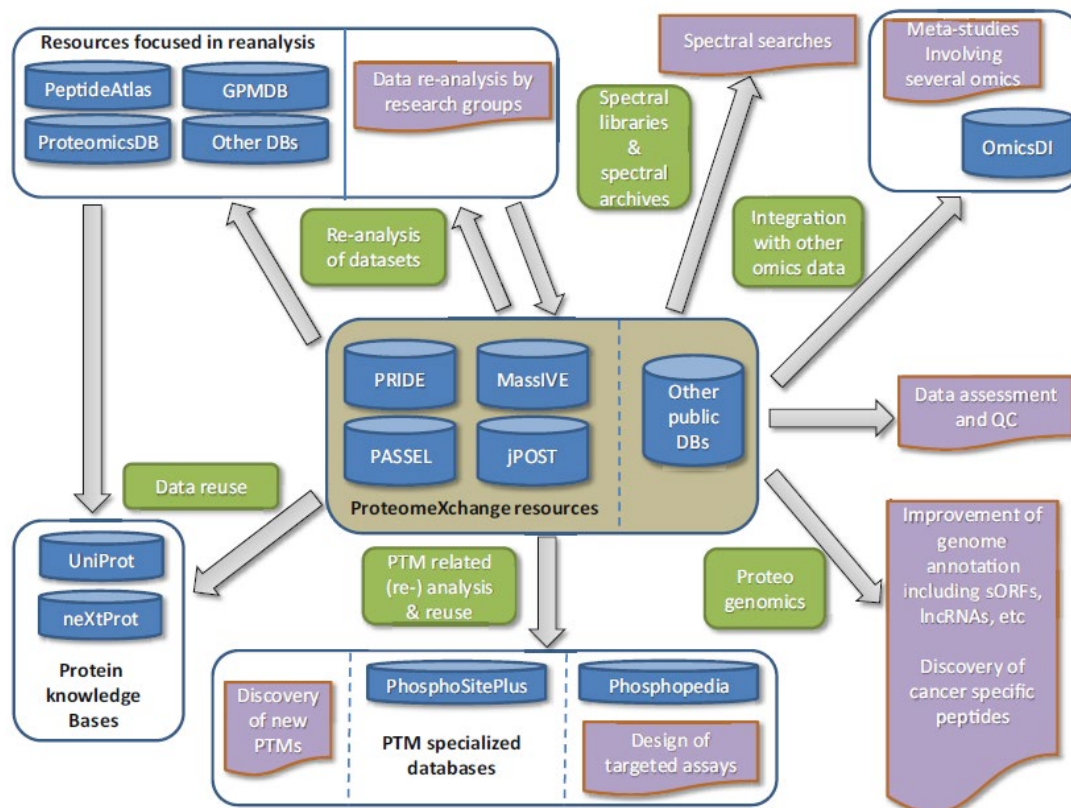 Resources focused in reanalysis
PeptideAtlas
GPMDB
ProteomicsDB
Other DBs
Data re-analysis by
research groups
Spectral searches
Meta-studies
Involving
several omics
OmicsDI
Spectral
libraries
&
spectral
archives
Re-analysis
of datasets
Integration
with other
omics data
PRIDE
MassIVE
PASSEL
jPOST
ProteomeXchange resources
Other
public
DBs
Data assessment
and QC
Data reuse
UniProt
neXtProt
Protein
knowledge
Bases
PTM related
(re-) analysis
& reuse
Proteo
genomics
Improvement of
genome
annotation
including sORFs,
lncRNAs, etc
Discovery of
cancer specific
peptides
Discovery
of new
PTMs
PhosphoSitePlus
PTM specialized
databases
Phosphopedia
Design of
targeted assays